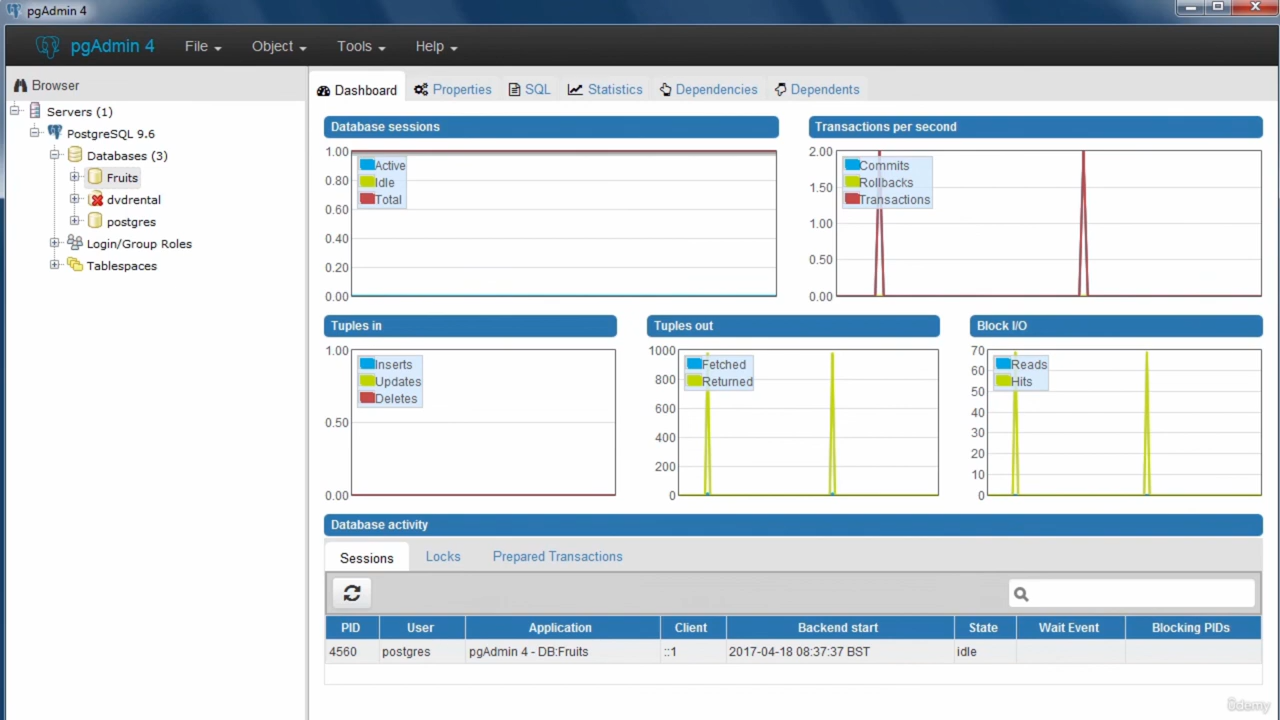 pgAdmin 4
pgAdmin 4 File Object Tools Help
Browser
Servers (1)
PostgreSQL 9.6
Databases (3)
Fruits
dvdrental
postgres
Login/Group Roles
Tablespaces
Dashboard Properties SQL Statistics Dependencies Dependents
Database sessions
1.00
0.80
0.60
0.40
0.20
0.00
Active
Idle
Total
Transactions per second
2.00
1.50
1.00
0.50
0.00
Commits
Rollbacks
Transactions
Tuples in
1.00
0.50
0.00
Inserts
Updates
Deletes
Tuples out
1000
800
600
400
200
0
Fetched
Returned
Block I/O
70
60
50
40
30
20
10
0
Reads
Hits
Database activity
Sessions Locks Prepared Transactions
PID User Application Client Backend start State Wait Event Blocking PIDs
4560 postgres pgAdmin 4 - DB:Fruits ::1 2017-04-18 08:37:37 BST idle
Udemy